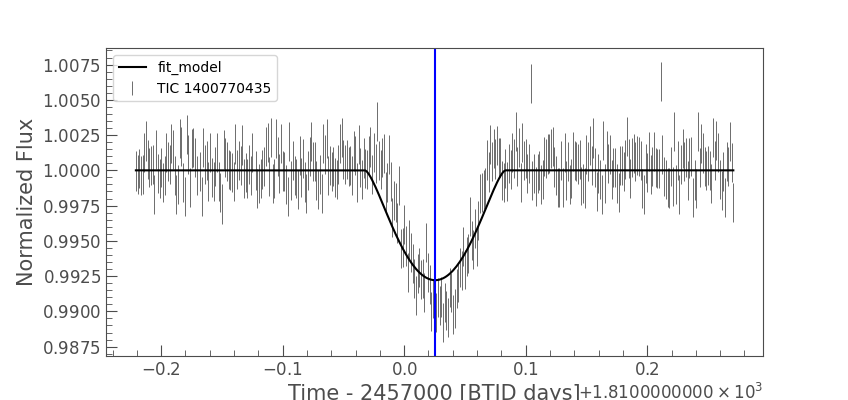 fit_model
TIC 1400770435
Normalized Flux
1.0075
1.0050
1.0025
1.0000
0.9975
0.9950
0.9925
0.9900
0.9875
−0.2 −0.1 0.0 0.1 0.2
Time - 2457000 [BTJD days]
+1.8100000000 × 10³